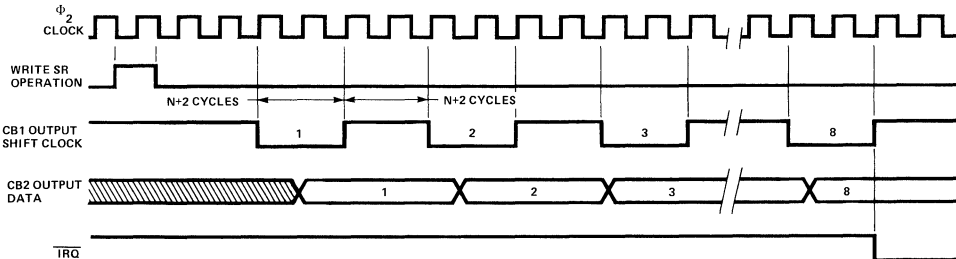 Φ2
CLOCK
WRITE SR
OPERATION
N+2 CYCLES
N+2 CYCLES
CB1 OUTPUT
SHIFT CLOCK
1
2
3
8
CB2 OUTPUT
DATA
1
2
3
8
IRQ